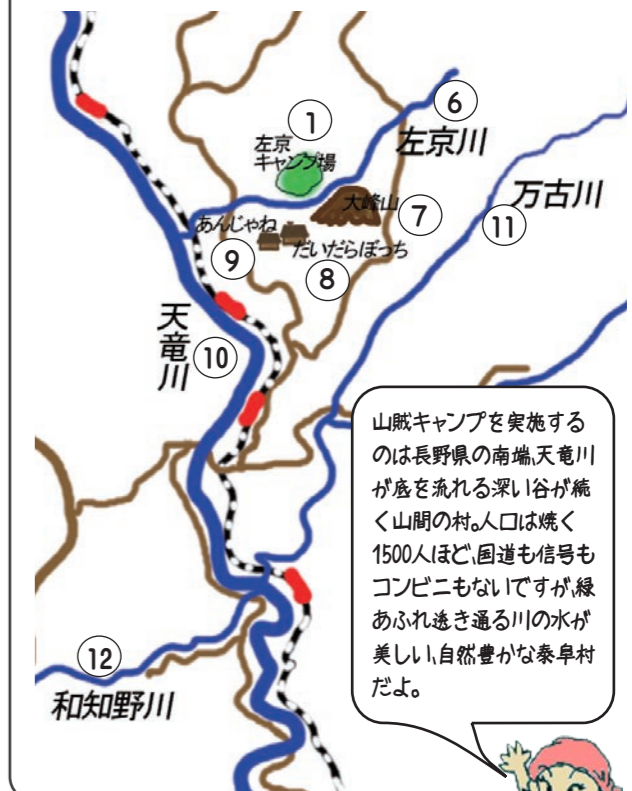 ①
左京
キャンプ場
⑥
左京川
大峰山
⑦
万古川
⑪
あんじゃね
⑨
だいだらぼっち
⑧
天竜川
⑩
山賊キャンプを実施する
のは長野県の南端、天竜川
が底を流れる深い谷が続
く山間の村。人口は焼く
1500人ほど、国道も信号も
コンビニもないですが、緑
あふれ透き通る川の水が
美しい、自然豊かな泰阜村
だよ。
⑫
和知野川